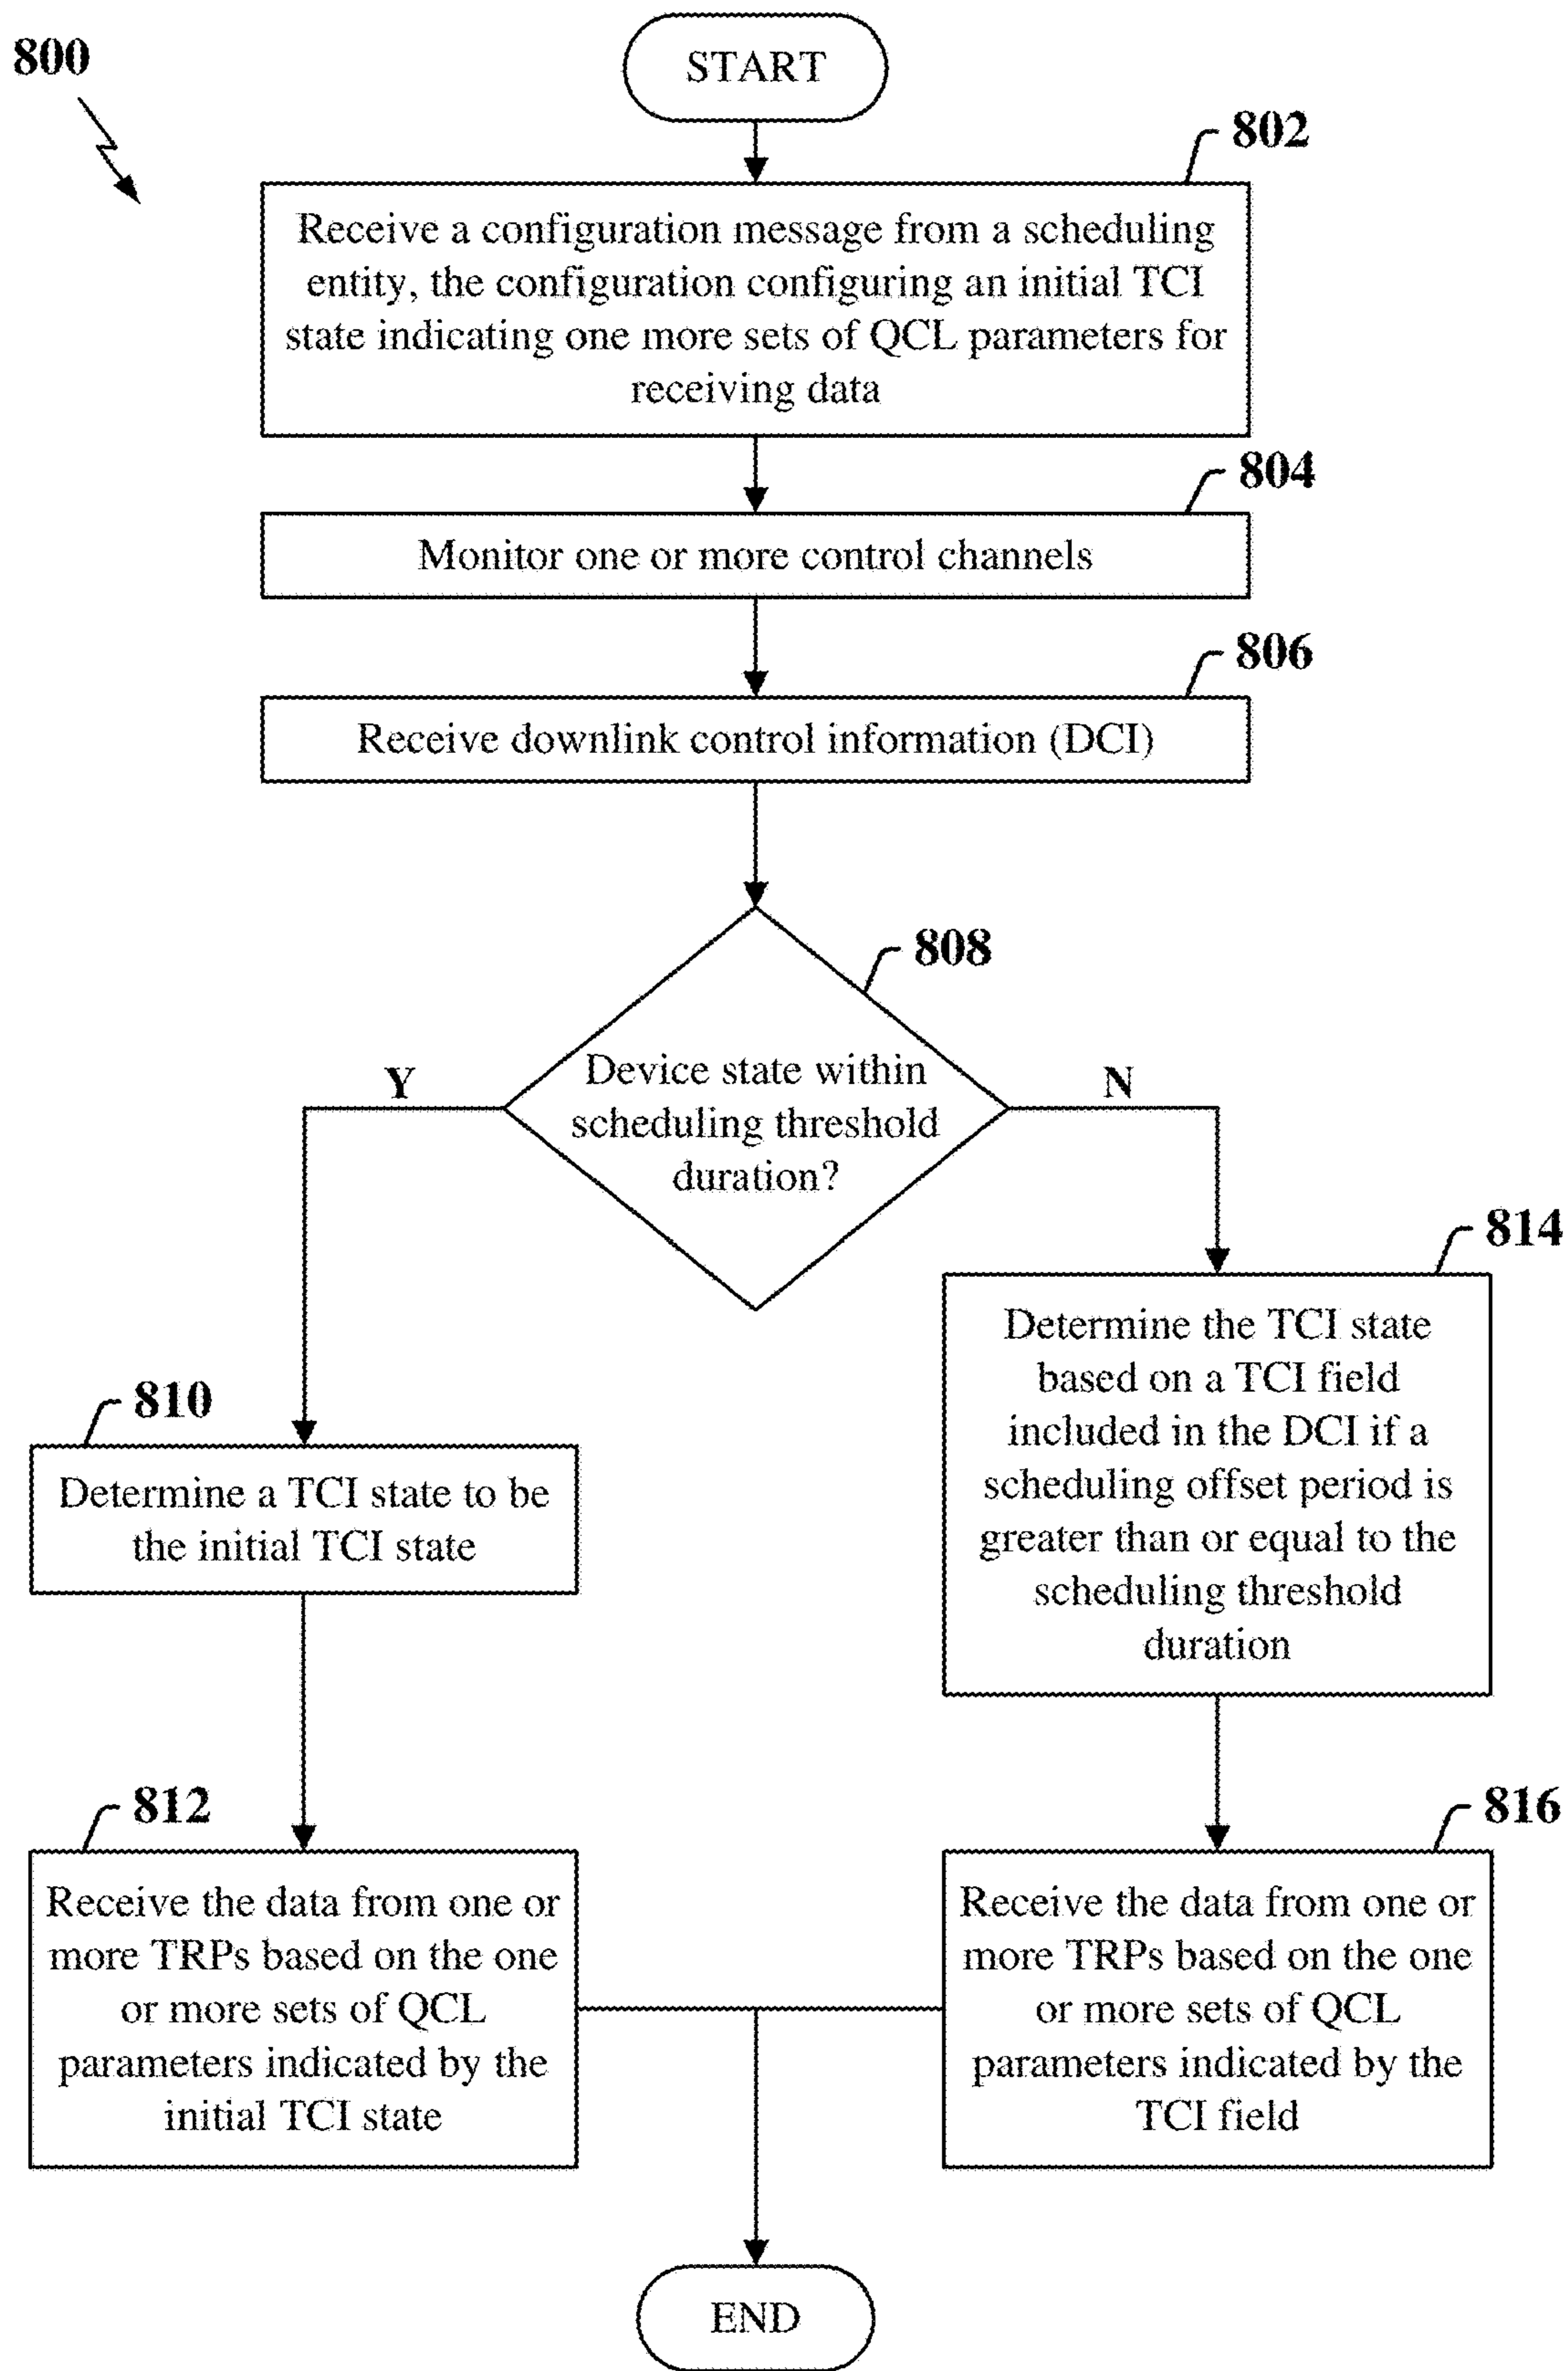 800
START
802
Receive a configuration message from a scheduling
entity, the configuration configuring an initial TCI
state indicating one more sets of QCL parameters for
receiving data
804
Monitor one or more control channels
806
Receive downlink control information (DCI)
808
Device state within
scheduling threshold
duration?
Y
N
810
Determine a TCI state to be
the initial TCI state
814
Determine the TCI state
based on a TCI field
included in the DCI if a
scheduling offset period is
greater than or equal to the
scheduling threshold
duration
812
Receive the data from one or
more TRPs based on the one
or more sets of QCL
parameters indicated by the
initial TCI state
816
Receive the data from one or
more TRPs based on the one
or more sets of QCL
parameters indicated by the
TCI field
END